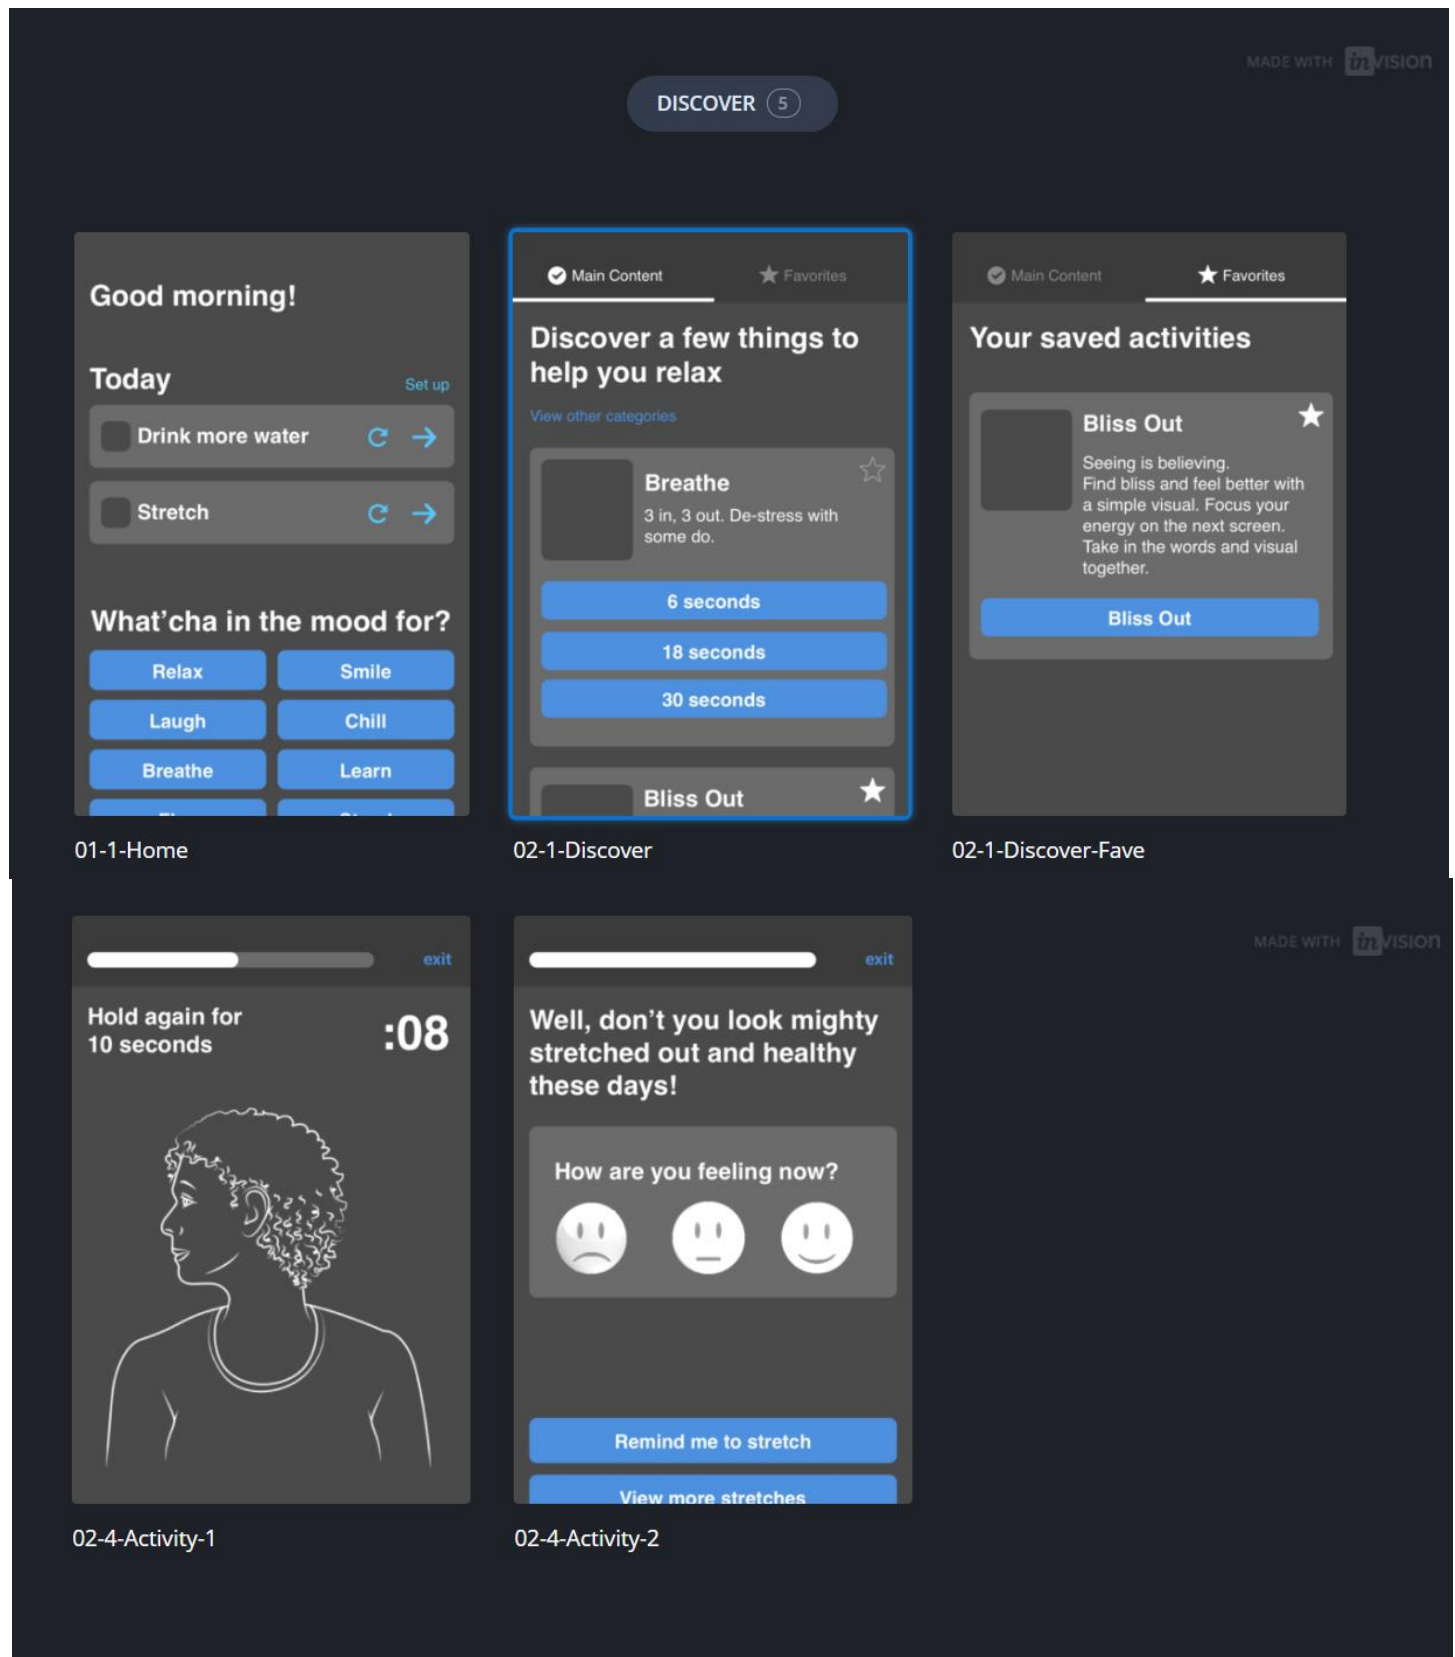 MADE WITH invision
DISCOVER 5
Good morning!
Today
Set up
Drink more water
Stretch
What'cha in the mood for?
Relax
Smile
Laugh
Chill
Breathe
Learn
01-1-Home
Main Content
Favorites
Discover a few things to
help you relax
View other categories
Breathe
3 in, 3 out. De-stress with
some do.
6 seconds
18 seconds
30 seconds
Bliss Out
02-1-Discover
Main Content
Favorites
Your saved activities
Bliss Out
Seeing is believing.
Find bliss and feel better with
a simple visual. Focus your
energy on the next screen.
Take in the words and visual
together.
Bliss Out
02-1-Discover-Fave
MADE WITH invision
exit
Hold again for
10 seconds
:08
02-4-Activity-1
exit
Well, don't you look mighty
stretched out and healthy
these days!
How are you feeling now?
Remind me to stretch
View more stretches
02-4-Activity-2